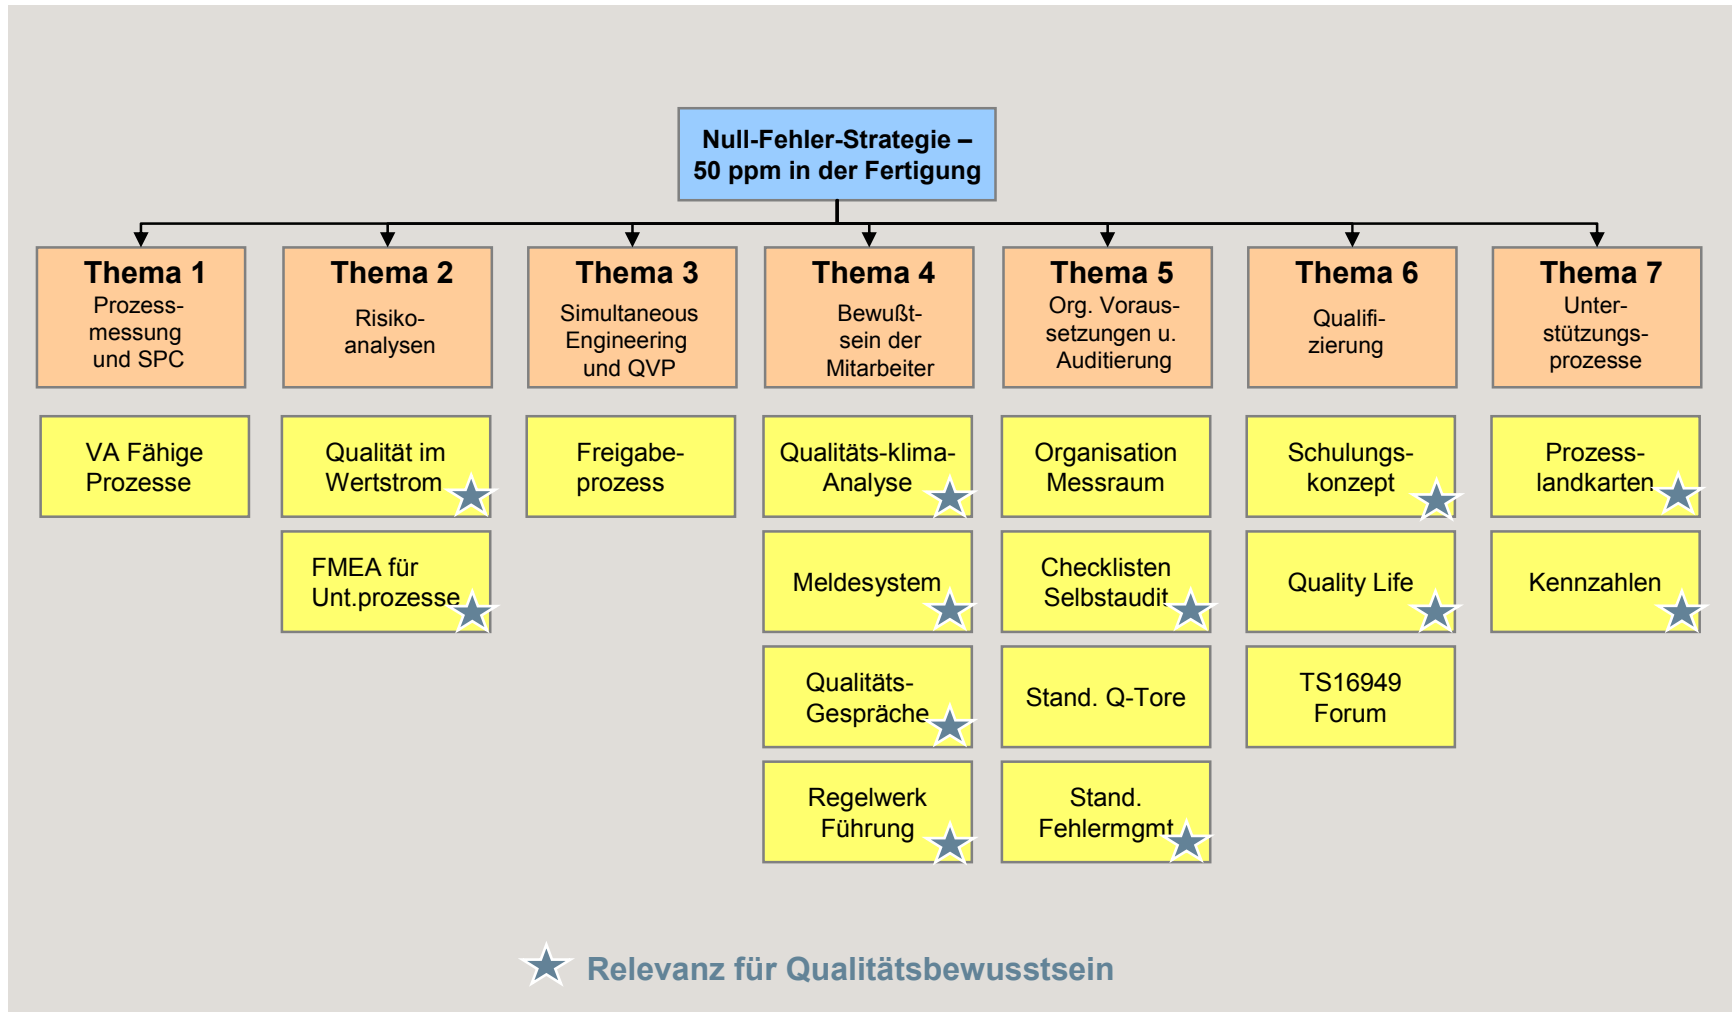 Null-Fehler-Strategie –
50 ppm in der Fertigung
Thema 1
Prozess-
messung
und SPC
Thema 2
Risiko-
analysen
Thema 3
Simultaneous
Engineering
und QVP
Thema 4
Bewußt-
sein der
Mitarbeiter
Thema 5
Org. Voraus-
setzungen u.
Auditierung
Thema 6
Qualifi-
zierung
Thema 7
Unter-
stützungs-
prozesse
VA Fähige
Prozesse
Qualität im
Wertstrom
FMEA für
Unt.prozesse
Freigabe-
prozess
Qualitäts-klima-
Analyse
Meldesystem
Qualitäts-
Gespräche
Regelwerk
Führung
Organisation
Messraum
Checklisten
Selbstaudit
Stand. Q-Tore
Stand.
Fehlermgmt
Schulungs-
konzept
Quality Life
TS16949
Forum
Prozess-
landkarten
Kennzahlen
Relevanz für Qualitätsbewusstsein